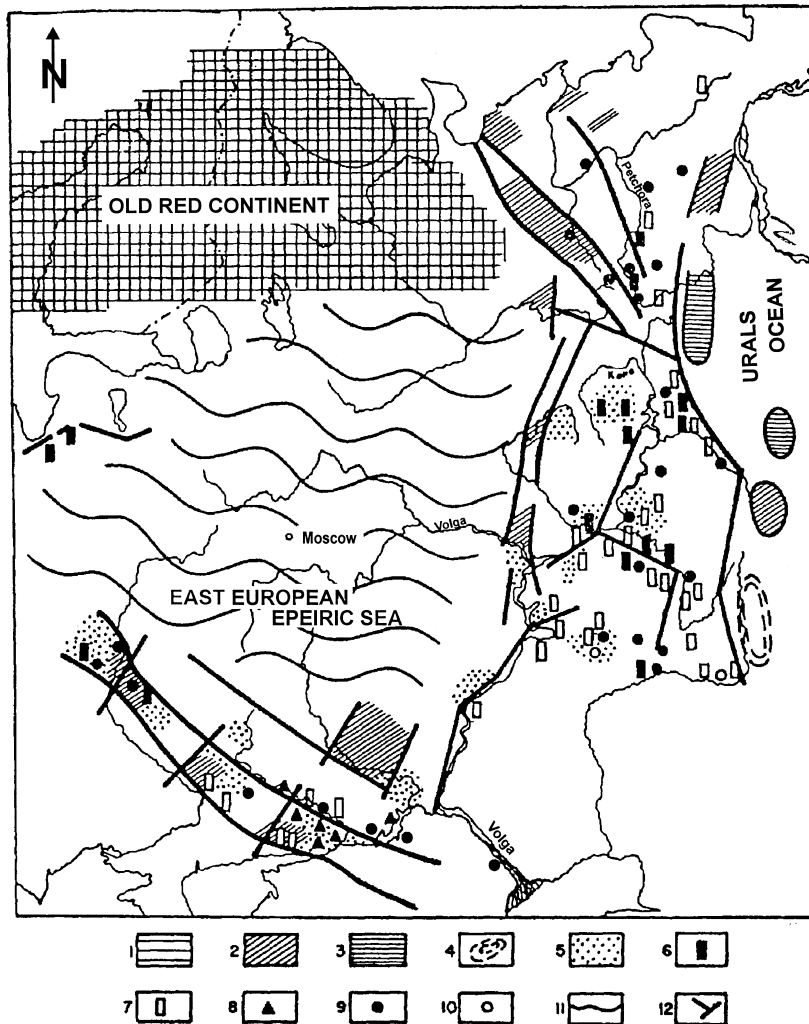 N
OLD RED CONTINENT
Petchora
URALS
OCEAN
Kama
Volga
Moscow
EAST EUROPEAN
EPEIRIC SEA
Volga
1 2 3 4 5 6
7 8 9 10 11 12